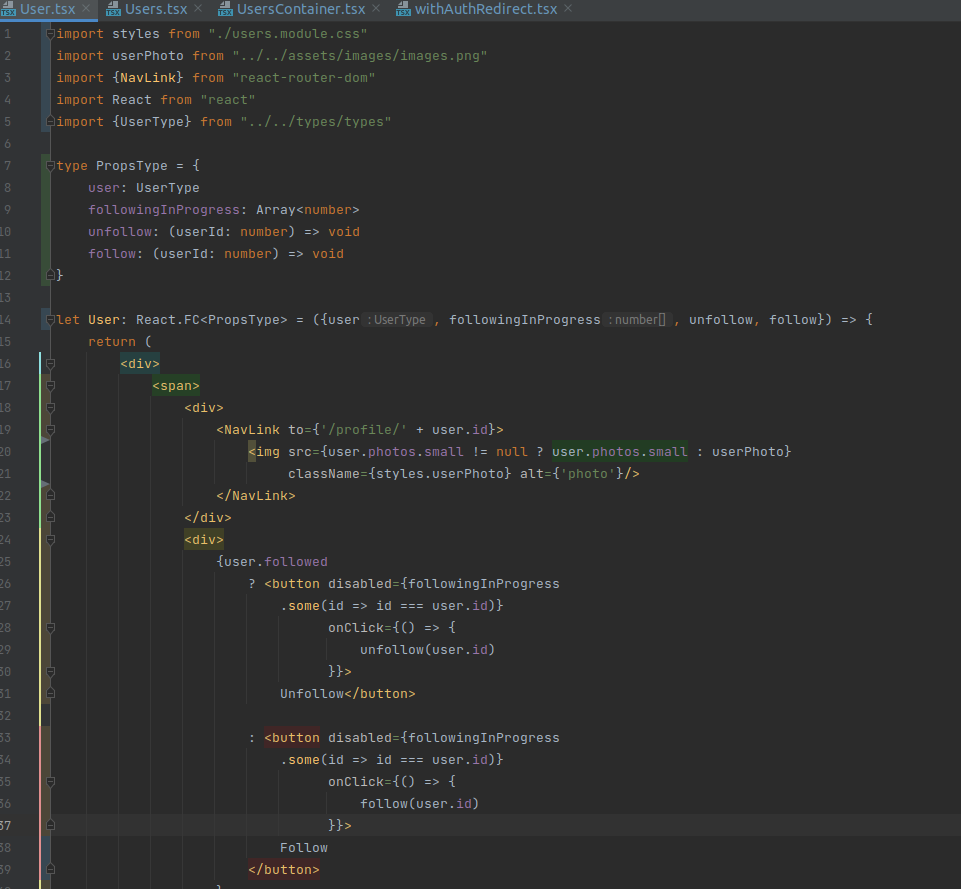 User.tsx Users.tsx UsersContainer.tsx withAuthRedirect.tsx
1 import styles from "./users.module.css"
2 import userPhoto from "../../assets/images/images.png"
3 import {NavLink} from "react-router-dom"
4 import React from "react"
5 import {UserType} from "../../types/types"
6
7 type PropsType = {
8 user: UserType
9 followingInProgress: Array<number>
10 unfollow: (userId: number) => void
11 follow: (userId: number) => void
12 }
13
14 let User: React.FC<PropsType> = ({user : UserType , followingInProgress : number[] , unfollow, follow}) => {
15 return (
16 <div>
17 <span>
18 <div>
19 <NavLink to={'/profile/' + user.id}>
20 <img src={user.photos.small != null ? user.photos.small : userPhoto}
21 className={styles.userPhoto} alt={'photo'}/>
22 </NavLink>
23 </div>
24 <div>
25 {user.followed
26 ? <button disabled={followingInProgress
27 .some(id => id === user.id)}
28 onClick={() => {
29 unfollow(user.id)
30 }}>
31 Unfollow</button>
32
33 : <button disabled={followingInProgress
34 .some(id => id === user.id)}
35 onClick={() => {
36 follow(user.id)
37 }}>
38 Follow
39 </button>